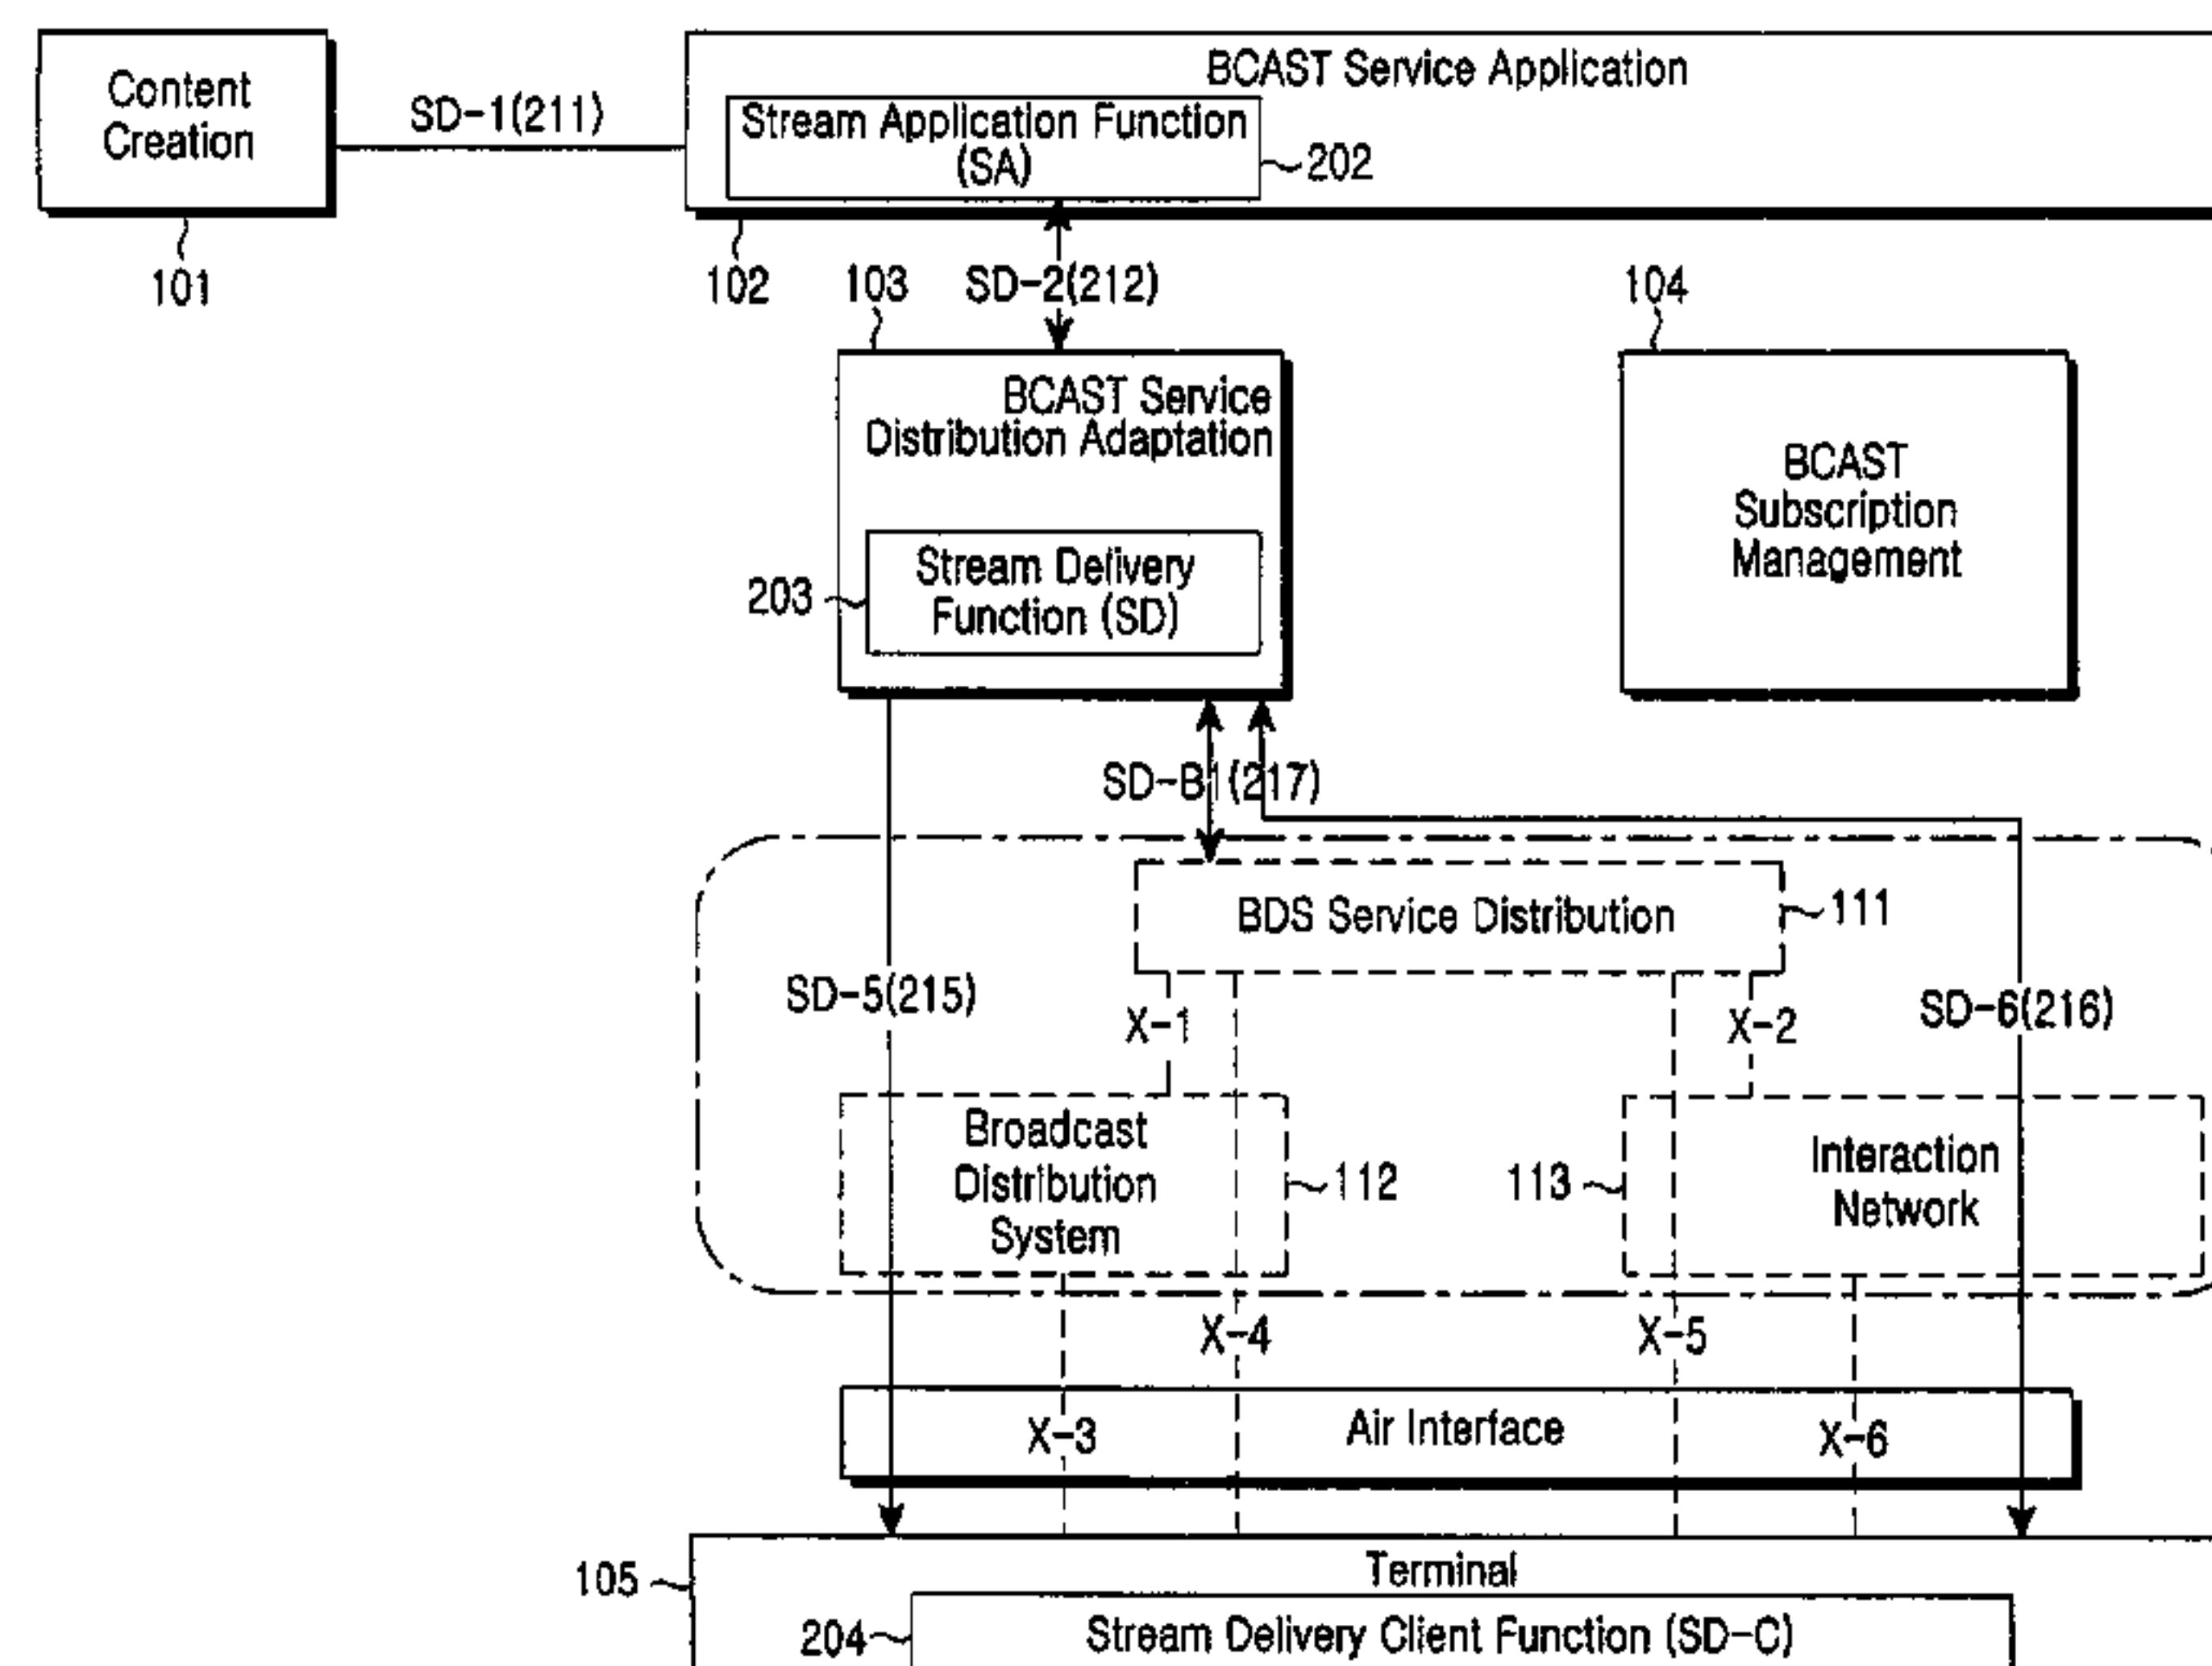 Content
Creation
101
SD-1(211)
BCAST Service Application
Stream Application Function
(SA)
202
102
103
SD-2(212)
104
BCAST Service
Distribution Adaptation
Stream Delivery
Function (SD)
203
BCAST
Subscription
Management
SD-B1(217)
BDS Service Distribution
111
SD-5(215)
X-1
X-2
SD-6(216)
Broadcast
Distribution
System
112
113
Interaction
Network
X-4
X-5
X-3
Air Interface
X-6
105
Terminal
204
Stream Delivery Client Function (SD-C)